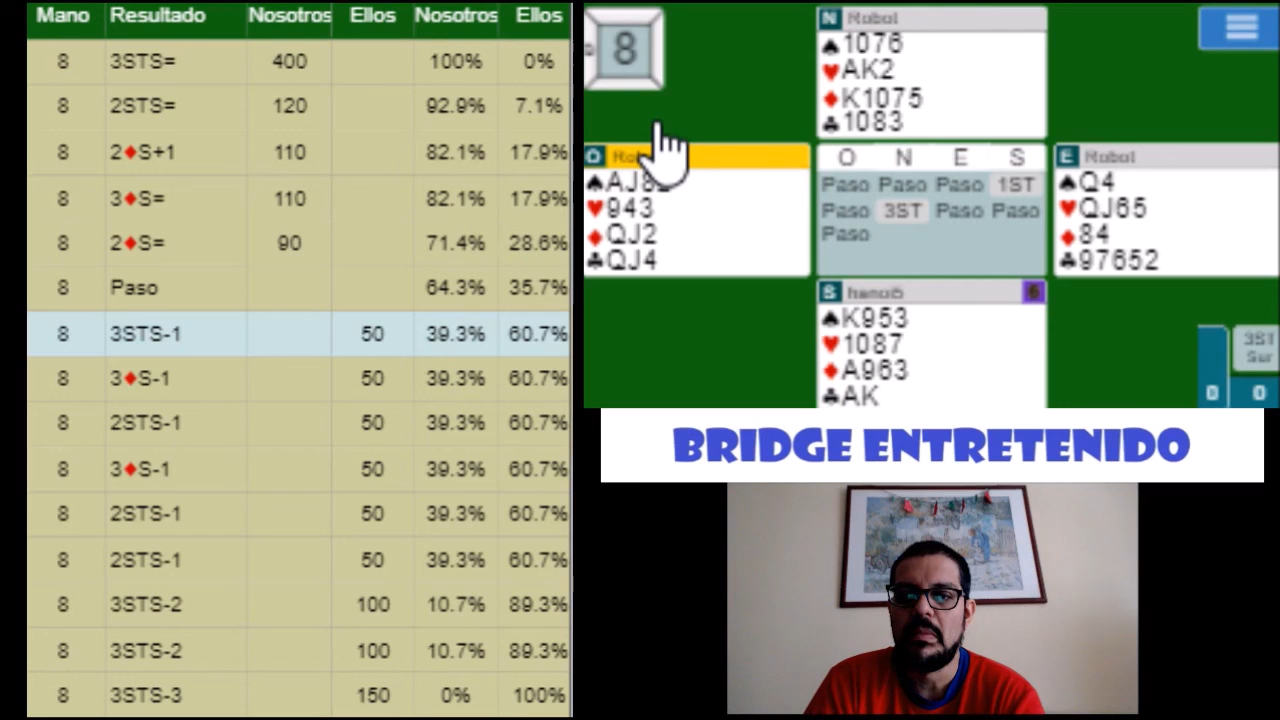 Mano Resultado Nosotros Ellos Nosotros Ellos
8 3STS= 400 100% 0%
8 2STS= 120 92.9% 7.1%
8 2♦S+1 110 82.1% 17.9%
8 3♦S= 110 82.1% 17.9%
8 2♦S= 90 71.4% 28.6%
8 Paso 64.3% 35.7%
8 3STS-1 50 39.3% 60.7%
8 3♦S-1 50 39.3% 60.7%
8 2STS-1 50 39.3% 60.7%
8 3♦S-1 50 39.3% 60.7%
8 2STS-1 50 39.3% 60.7%
8 2STS-1 50 39.3% 60.7%
8 3STS-2 100 10.7% 89.3%
8 3STS-2 100 10.7% 89.3%
8 3STS-3 150 0% 100%
8
N Robot
♠1076
♥AK2
♦K1075
♣1083
O
♠AJ82
♥943
♦QJ2
♣QJ4
O N E S
Paso Paso Paso 1ST
Paso 3ST Paso Paso
Paso
E Robot
♠Q4
♥QJ65
♦84
♣97652
S hanoi5 6
♠K953
♥1087
♦A963
♣AK
3ST
Sur
0 0
BRIDGE ENTRETENIDO